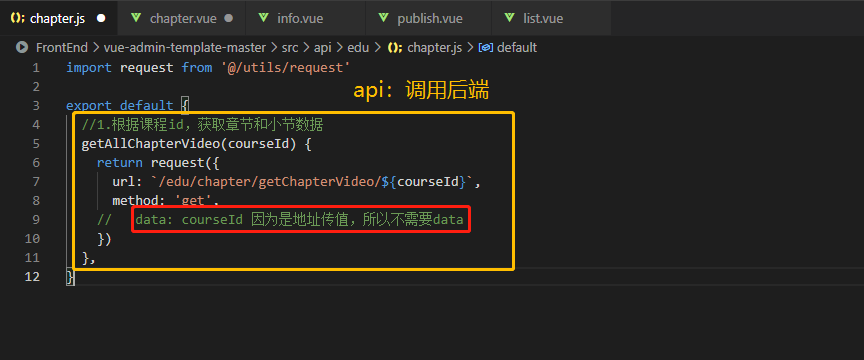 chapter.js chapter.vue info.vue publish.vue list.vue
FrontEnd > vue-admin-template-master > src > api > edu > chapter.js > default
1 import request from '@/utils/request'
2
api：调用后端
3 export default {
4 //1.根据课程id，获取章节和小节数据
5 getAllChapterVideo(courseId) {
6 return request({
7 url: `/edu/chapter/getChapterVideo/${courseId}`,
8 method: 'get',
9 // data: courseId 因为是地址传值，所以不需要data
10 })
11 },
12 }